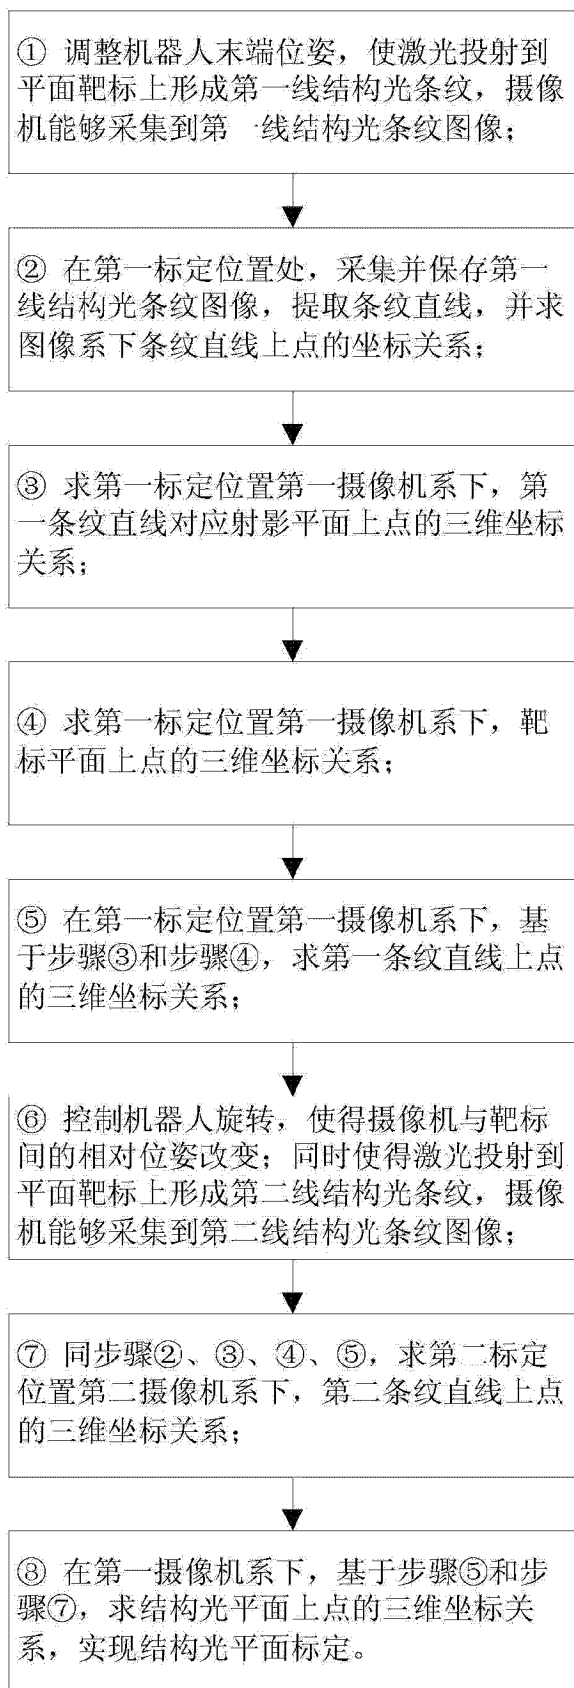 ① 调整机器人末端位姿，使激光投射到
平面靶标上形成第一线结构光条纹，摄像
机能够采集到第一线结构光条纹图像；
② 在第一标定位置处，采集并保存第一
线结构光条纹图像，提取条纹直线，并求
图像系下条纹直线上点的坐标关系；
③ 求第一标定位置第一摄像机系下，第
一条纹直线对应射影平面上点的三维坐标
关系；
④ 求第一标定位置第一摄像机系下，靶
标平面上点的三维坐标关系；
⑤ 在第一标定位置第一摄像机系下，基
于步骤③和步骤④，求第一条纹直线上点
的三维坐标关系；
⑥ 控制机器人旋转，使得摄像机与靶标
间的相对位姿改变；同时使得激光投射到
平面靶标上形成第二线结构光条纹，摄像
机能够采集到第二线结构光条纹图像；
⑦ 同步骤②、③、④、⑤，求第二标定
位置第二摄像机系下，第二条纹直线上点
的三维坐标关系；
⑧ 在第一摄像机系下，基于步骤⑤和步
骤⑦，求结构光平面上点的三维坐标关
系，实现结构光平面标定。